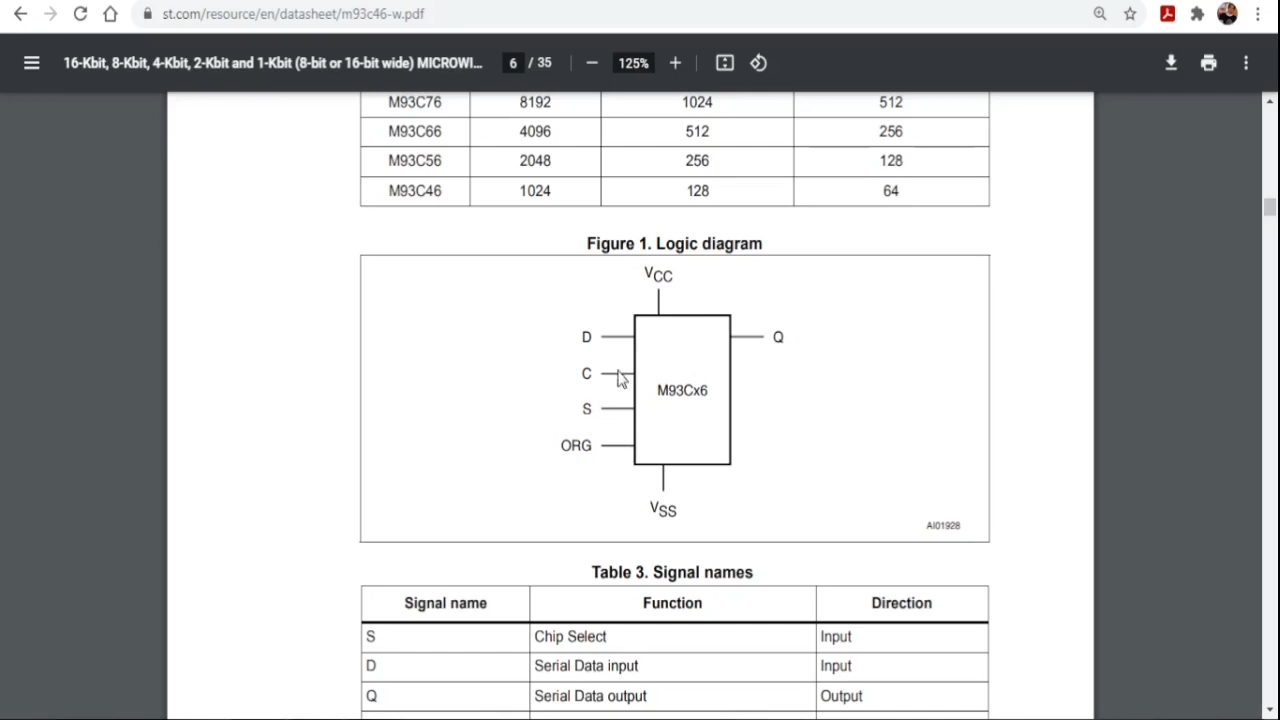 st.com/resource/en/datasheet/m93c46-w.pdf
16-Kbit, 8-Kbit, 4-Kbit, 2-Kbit and 1-Kbit (8-bit or 16-bit wide) MICROWI... 6 / 35 125%
M93C76 8192 1024 512
M93C66 4096 512 256
M93C56 2048 256 128
M93C46 1024 128 64
Figure 1. Logic diagram
VCC
D Q
C
M93Cx6
S
ORG
VSS
AI01928
Table 3. Signal names
Signal name Function Direction
S Chip Select Input
D Serial Data input Input
Q Serial Data output Output